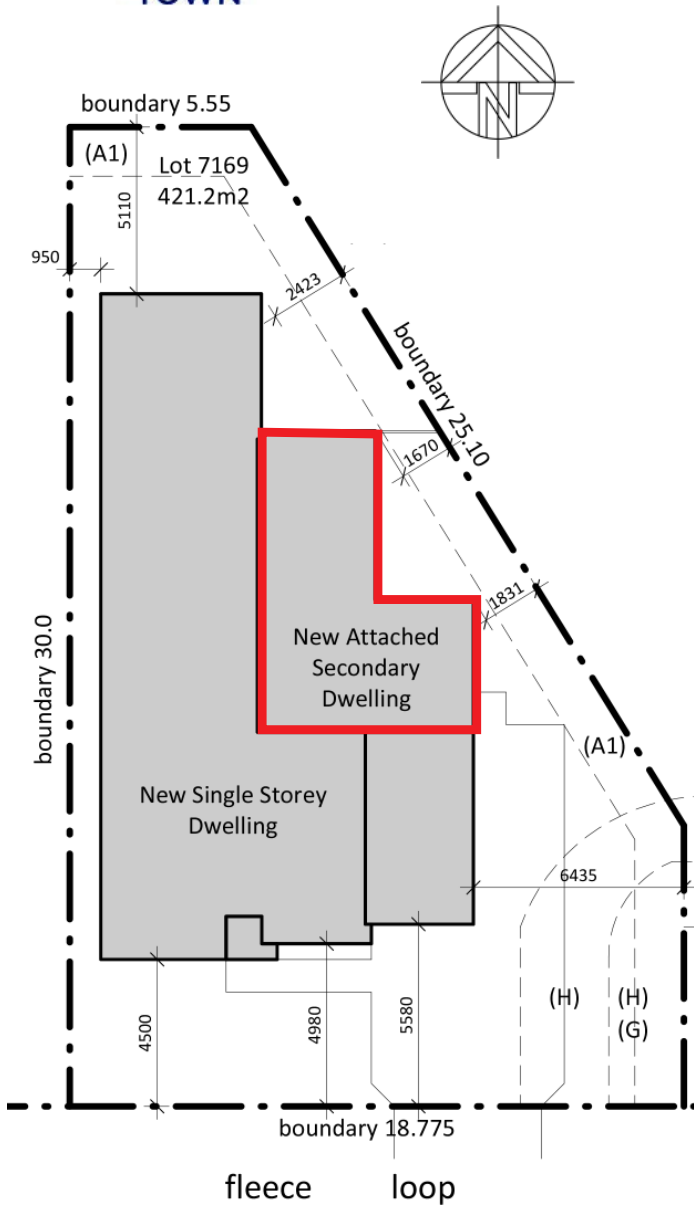 boundary 5.55
(A1)
Lot 7169
421.2m2
N
5110
950
2423
boundary 25.10
1670
1831
boundary 30.0
New Attached
Secondary
Dwelling
(A1)
New Single Storey
Dwelling
6435
(H)
(H)
(G)
4500
4980
5580
boundary 18.775
fleece loop